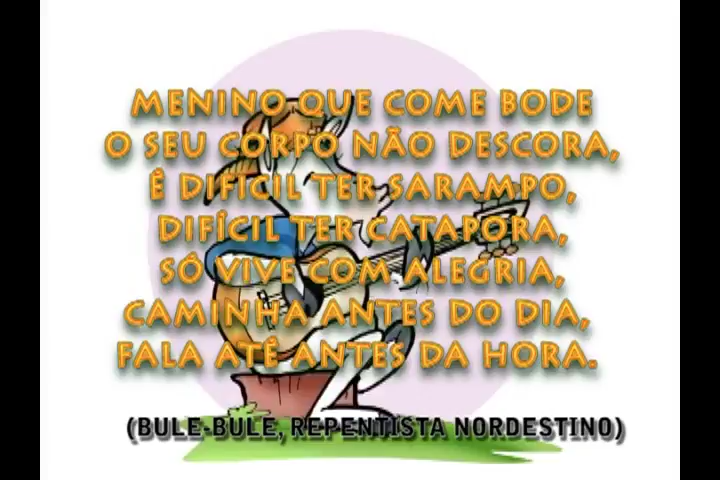 MENINO QUE COME BODE
O SEU CORPO NÃO DESCORA,
É DIFICIL TER SARAMPO,
DIFÍCIL TER CATAPORA,
SÓ VIVE COM ALEGRIA,
CAMINHA ANTES DO DIA,
FALA ATÉ ANTES DA HORA.
(BULE-BULE, REPENTISTA NORDESTINO)